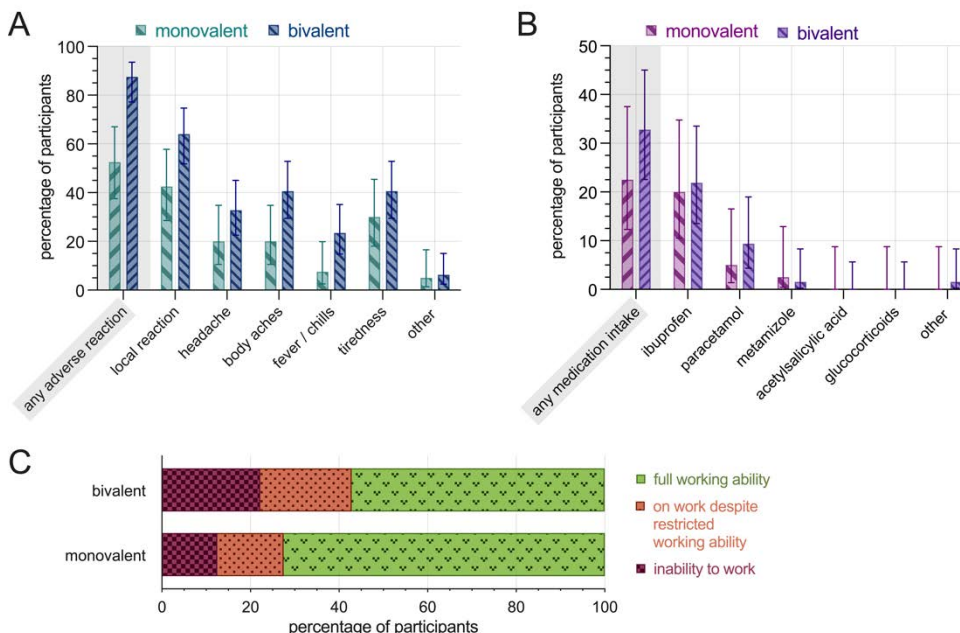 A
monovalent bivalent
percentage of participants
100
80
60
40
20
0
any adverse reaction
local reaction
headache
body aches
fever / chills
tiredness
other
B
monovalent bivalent
percentage of participants
50
40
30
20
10
0
any medication intake
ibuprofen
paracetamol
metamizole
acetylsalicylic acid
glucocorticoids
other
C
bivalent
monovalent
0 20 40 60 80 100
percentage of participants
full working ability
on work despite
restricted
working ability
inability to work